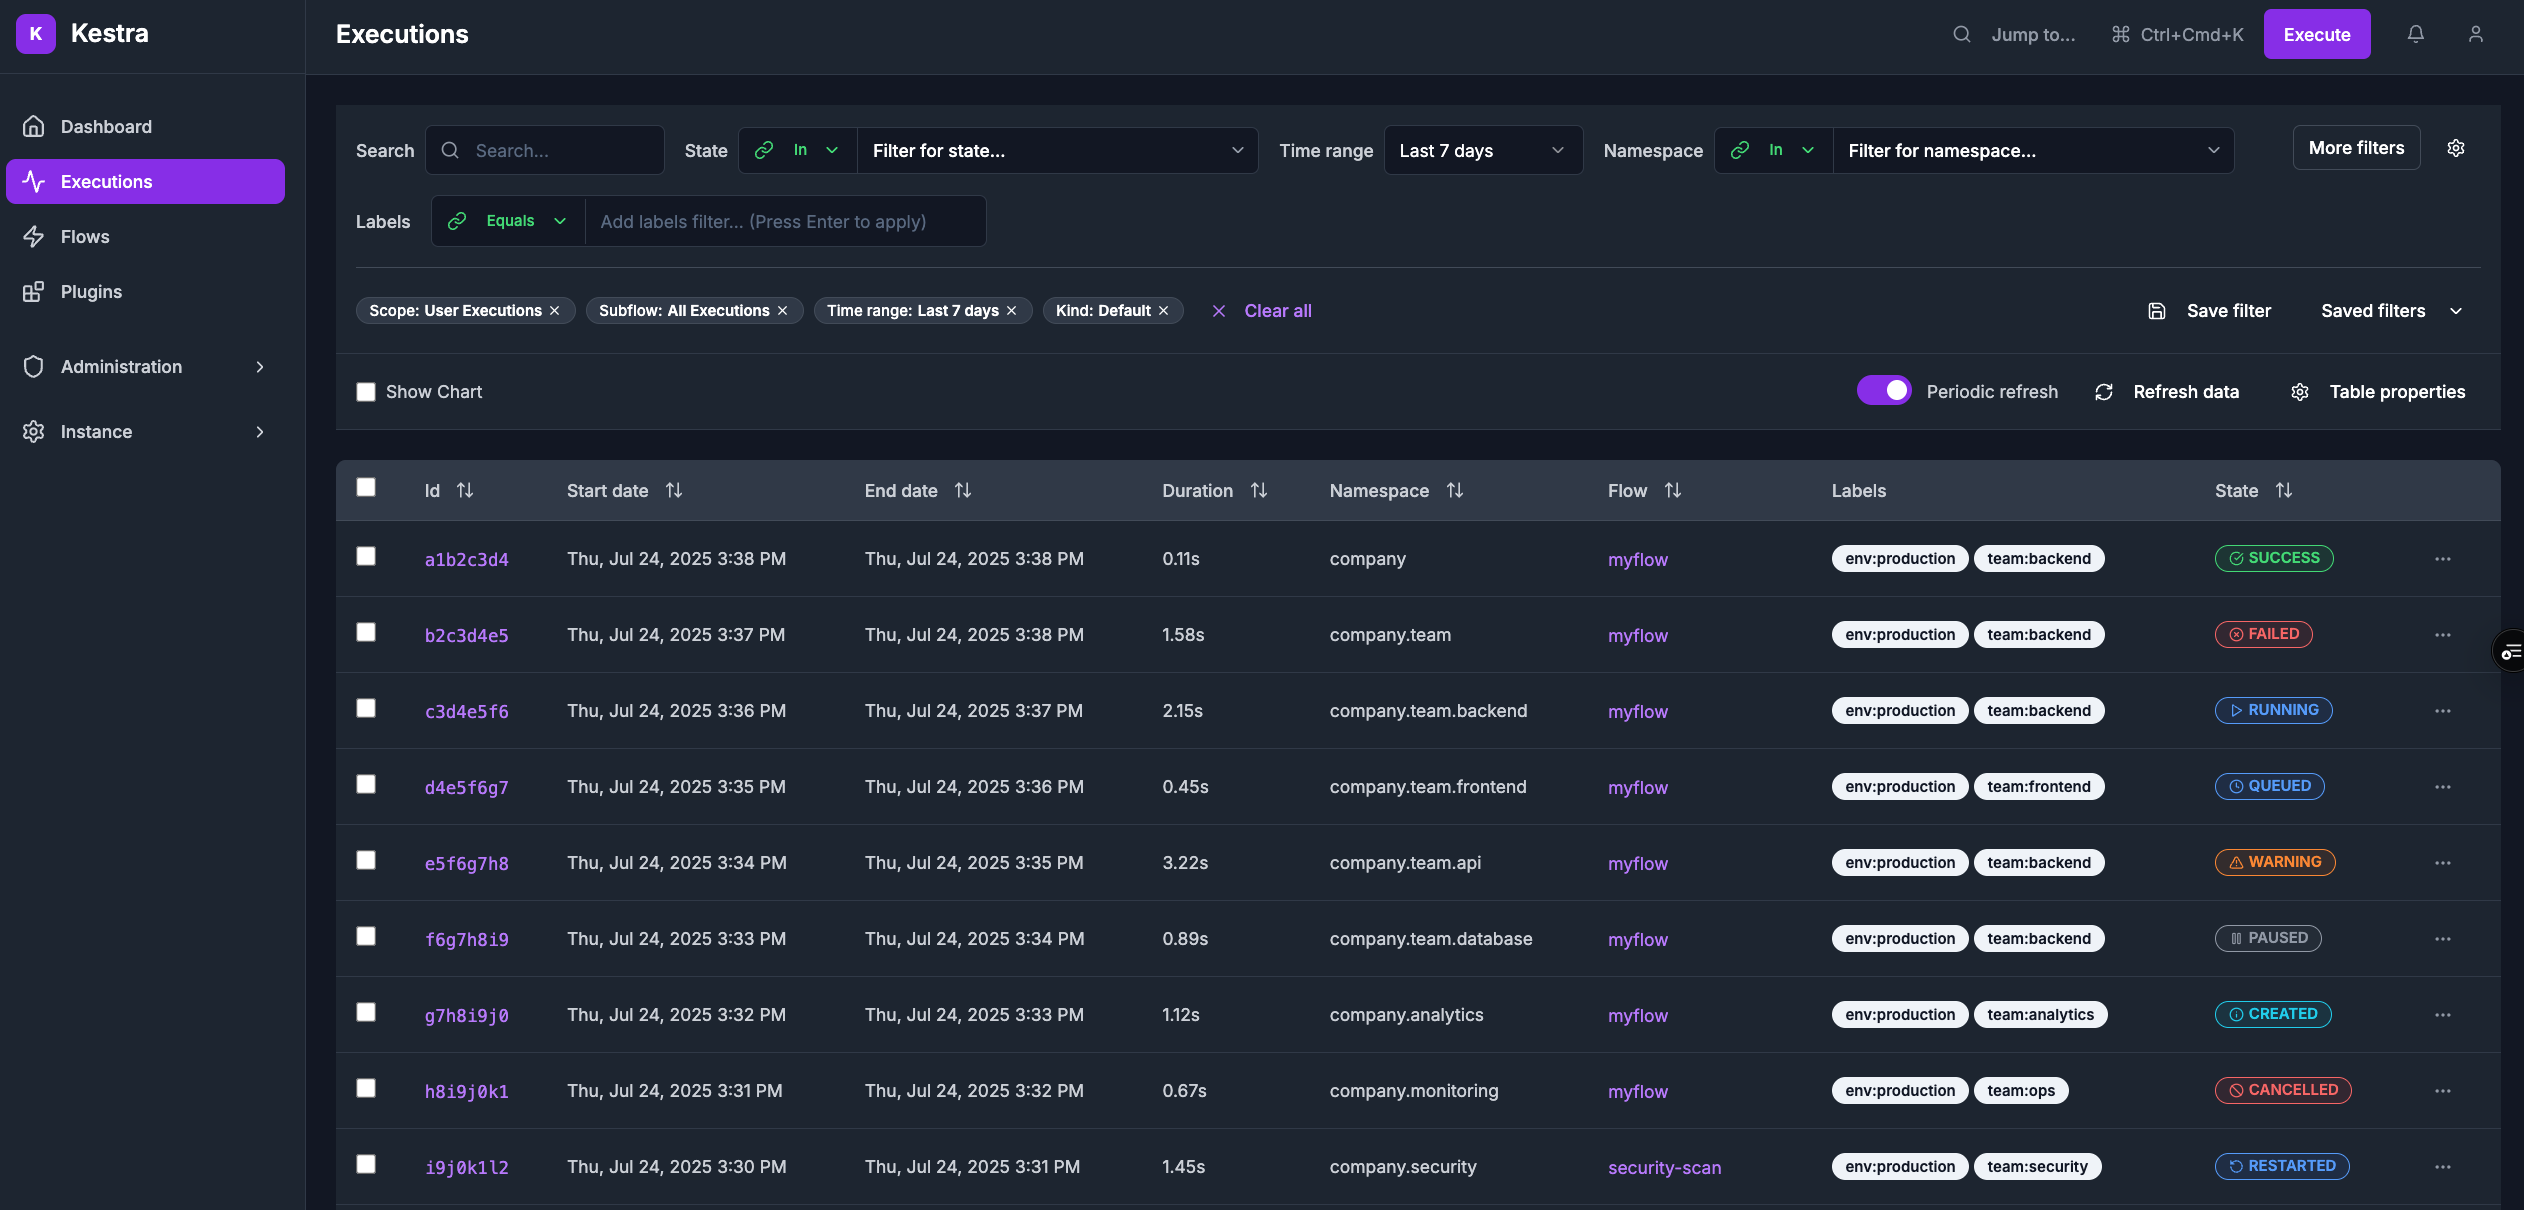 K Kestra
Executions
Jump to... Ctrl+Cmd+K Execute
Dashboard
Executions
Flows
Plugins
Administration
Instance
Search Search... State In Filter for state... Time range Last 7 days Namespace In Filter for namespace... More filters
Labels Equals Add labels filter... (Press Enter to apply)
Scope: User Executions Subflow: All Executions Time range: Last 7 days Kind: Default Clear all Save filter Saved filters
Show Chart Periodic refresh Refresh data Table properties
Id Start date End date Duration Namespace Flow Labels State
a1b2c3d4 Thu, Jul 24, 2025 3:38 PM Thu, Jul 24, 2025 3:38 PM 0.11s company myflow env:production team:backend SUCCESS
b2c3d4e5 Thu, Jul 24, 2025 3:37 PM Thu, Jul 24, 2025 3:38 PM 1.58s company.team myflow env:production team:backend FAILED
c3d4e5f6 Thu, Jul 24, 2025 3:36 PM Thu, Jul 24, 2025 3:37 PM 2.15s company.team.backend myflow env:production team:backend RUNNING
d4e5f6g7 Thu, Jul 24, 2025 3:35 PM Thu, Jul 24, 2025 3:36 PM 0.45s company.team.frontend myflow env:production team:frontend QUEUED
e5f6g7h8 Thu, Jul 24, 2025 3:34 PM Thu, Jul 24, 2025 3:35 PM 3.22s company.team.api myflow env:production team:backend WARNING
f6g7h8i9 Thu, Jul 24, 2025 3:33 PM Thu, Jul 24, 2025 3:34 PM 0.89s company.team.database myflow env:production team:backend PAUSED
g7h8i9j0 Thu, Jul 24, 2025 3:32 PM Thu, Jul 24, 2025 3:33 PM 1.12s company.analytics myflow env:production team:analytics CREATED
h8i9j0k1 Thu, Jul 24, 2025 3:31 PM Thu, Jul 24, 2025 3:32 PM 0.67s company.monitoring myflow env:production team:ops CANCELLED
i9j0k1l2 Thu, Jul 24, 2025 3:30 PM Thu, Jul 24, 2025 3:31 PM 1.45s company.security security-scan env:production team:security RESTARTED